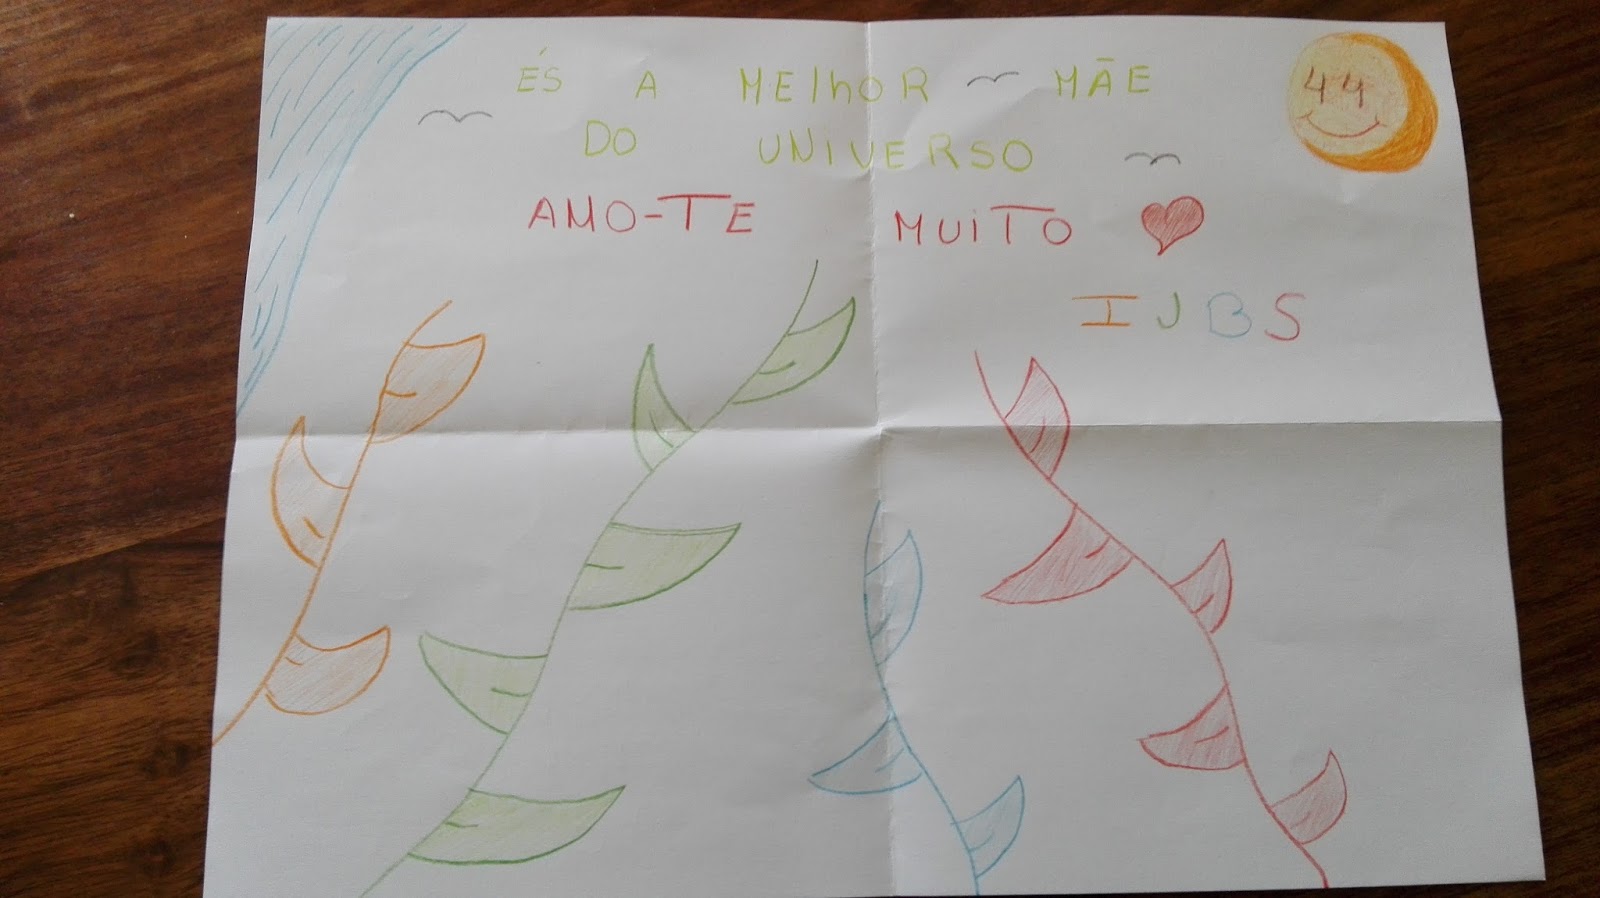 ÉS A MElhOR MÃE
DO UNIVERSO
AMO-TE MUiTO
IJBS
44